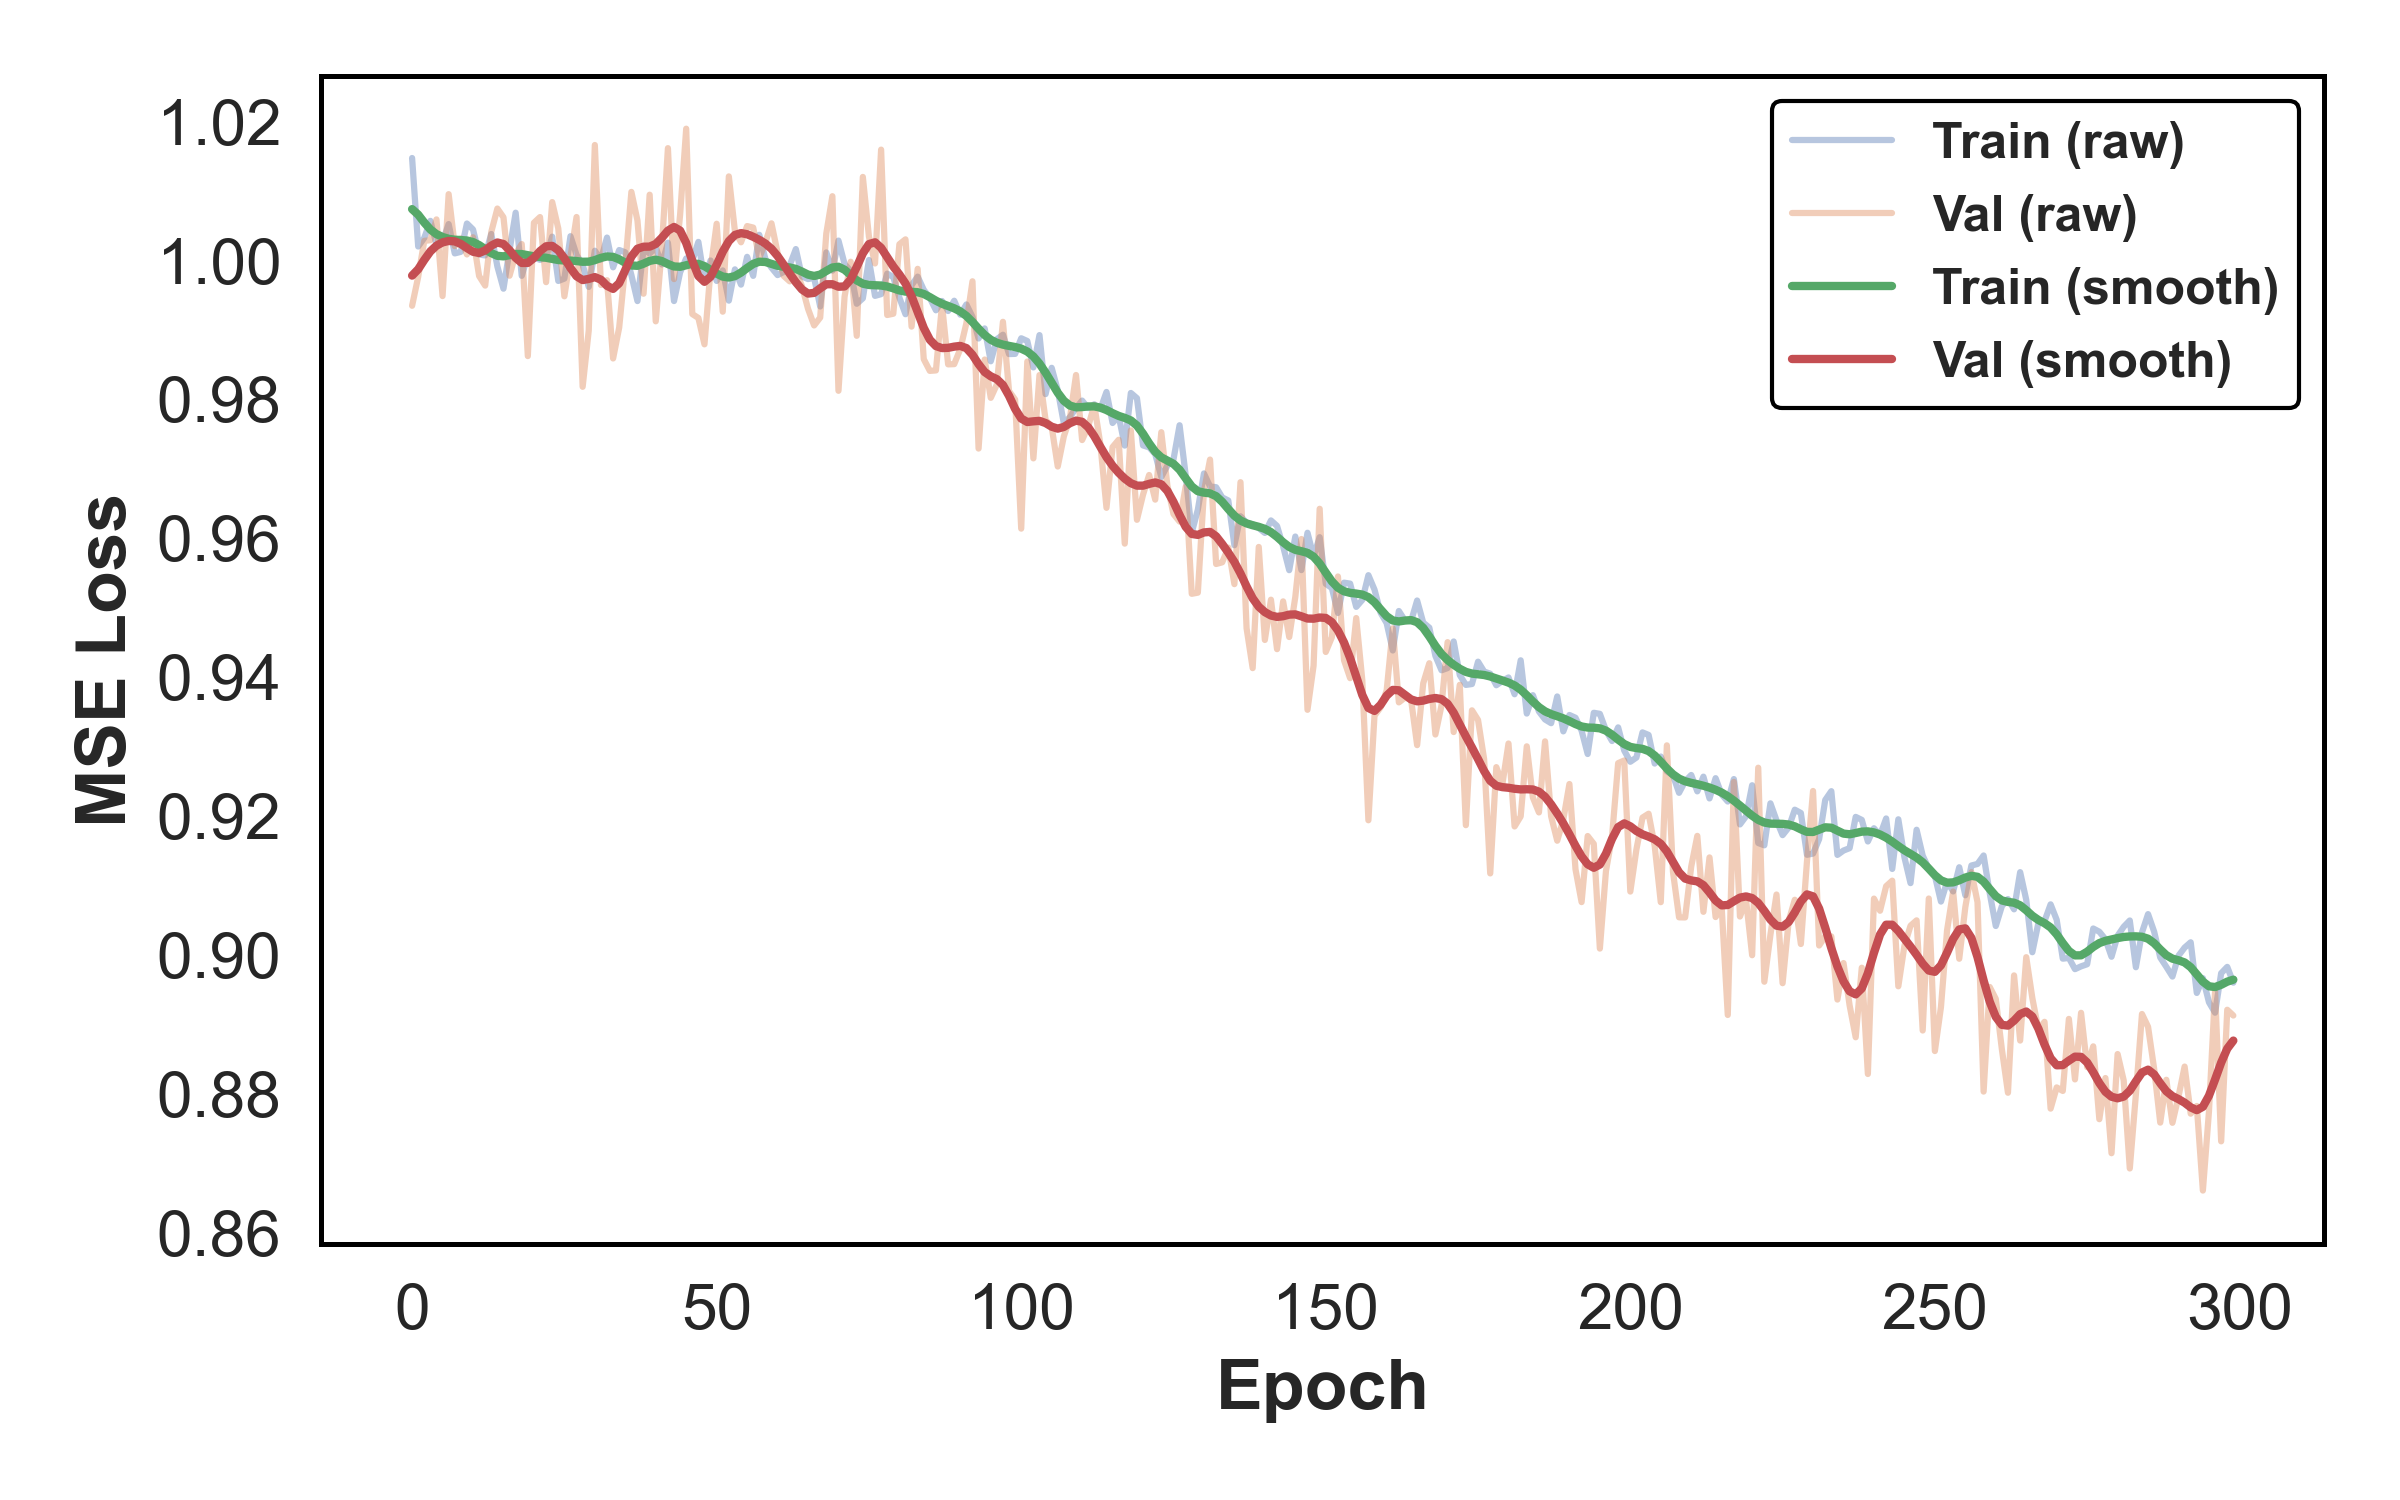 1.02
1.00
0.98
0.96
0.94
0.92
0.90
0.88
0.86
MSE Loss
Train (raw)
Val (raw)
Train (smooth)
Val (smooth)
0 50 100 150 200 250 300
Epoch